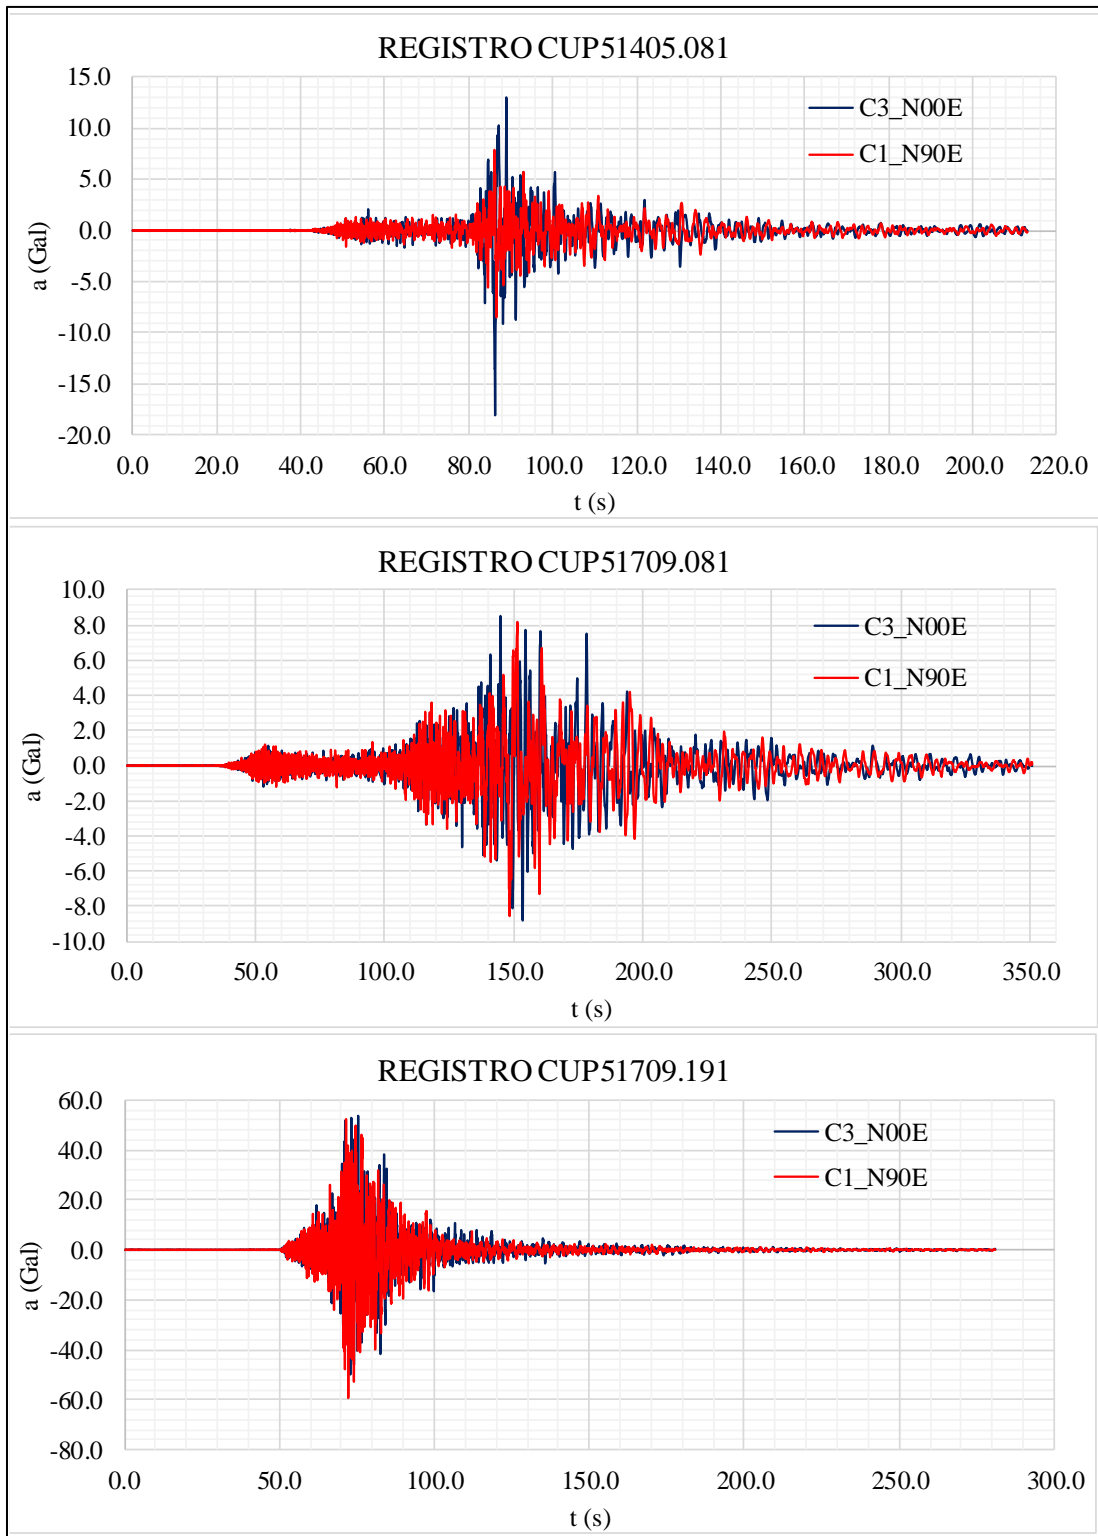 REGISTRO CUP51405.081
15.0
10.0
5.0
0.0
-5.0
-10.0
-15.0
-20.0
a (Gal)
C3_N00E
C1_N90E
0.0 20.0 40.0 60.0 80.0 100.0 120.0 140.0 160.0 180.0 200.0 220.0
t (s)
REGISTRO CUP51709.081
10.0
8.0
6.0
4.0
2.0
0.0
-2.0
-4.0
-6.0
-8.0
-10.0
a (Gal)
C3_N00E
C1_N90E
0.0 50.0 100.0 150.0 200.0 250.0 300.0 350.0
t (s)
REGISTRO CUP51709.191
60.0
40.0
20.0
0.0
-20.0
-40.0
-60.0
-80.0
a (Gal)
C3_N00E
C1_N90E
0.0 50.0 100.0 150.0 200.0 250.0 300.0
t (s)